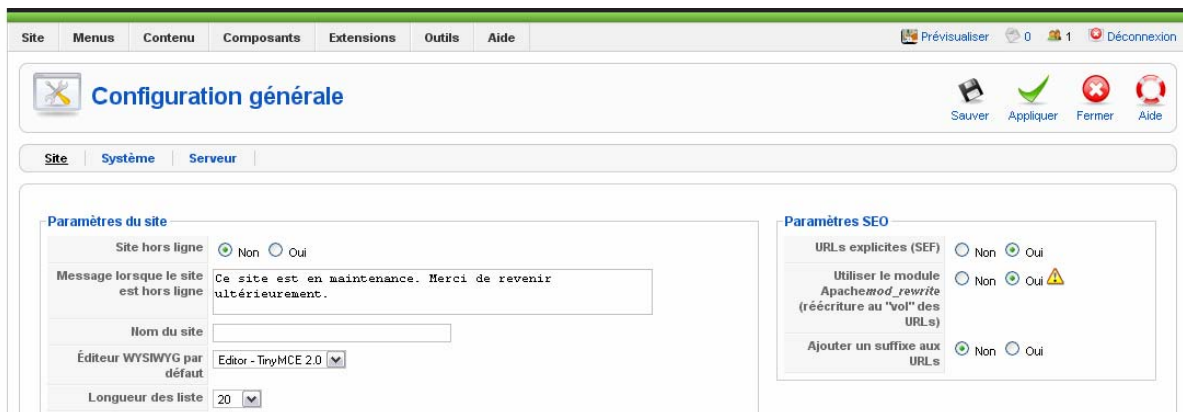 Site Menus Contenu Composants Extensions Outils Aide Prévisualiser 0 1 Déconnexion
Configuration générale
Sauver Appliquer Fermer Aide
Site Système Serveur
Paramètres du site
Site hors ligne Non Oui
Message lorsque le site
est hors ligne
Ce site est en maintenance. Merci de revenir
ultérieurement.
Nom du site
Éditeur WYSIWYG par
défaut
Editor - TinyMCE 2.0
Longueur des liste 20
Paramètres SEO
URLs explicites (SEF) Non Oui
Utiliser le module
Apachemod_rewrite
(réécriture au "vol" des
URLs)
Non Oui
Ajouter un suffixe aux
URLs
Non Oui